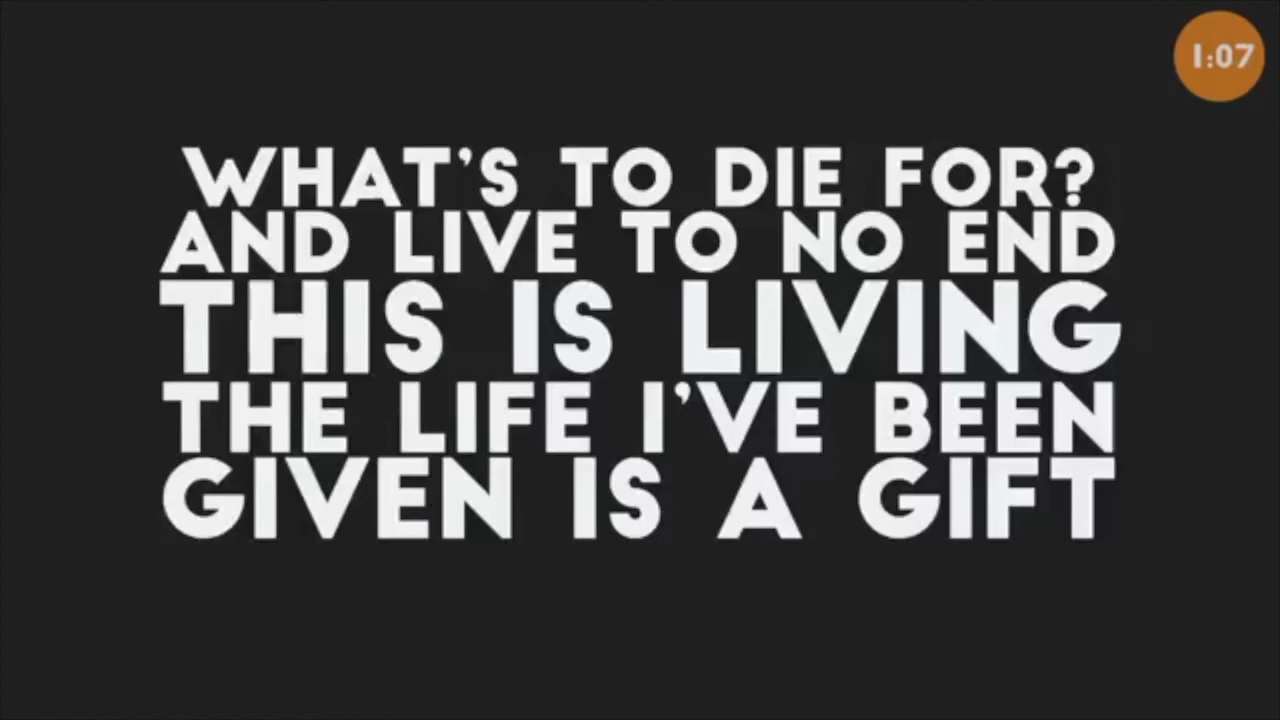 1:07
WHAT'S TO DIE FOR?
AND LIVE TO NO END
THIS IS LIVING
THE LIFE I'VE BEEN
GIVEN IS A GIFT